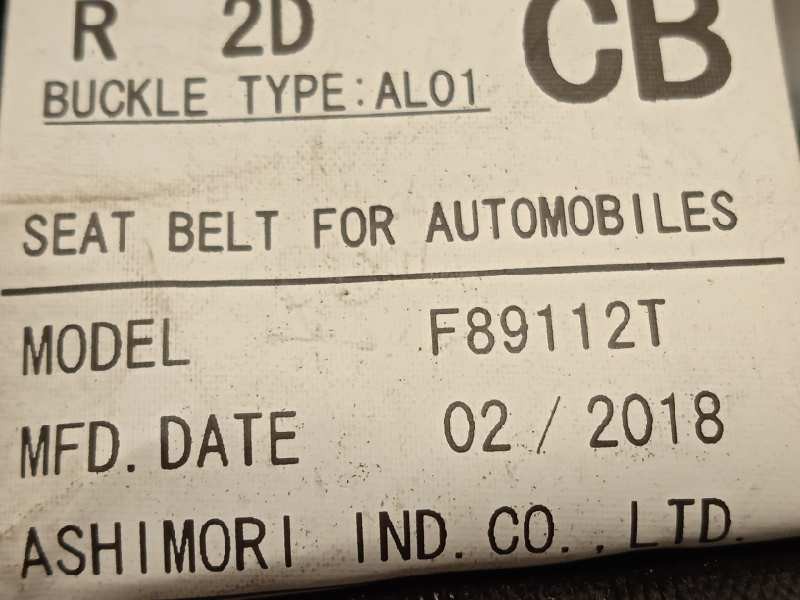 R 2D CB
BUCKLE TYPE:AL01
SEAT BELT FOR AUTOMOBILES
MODEL F89112T
MFD. DATE 02 / 2018
ASHIMORI IND. CO., LTD.